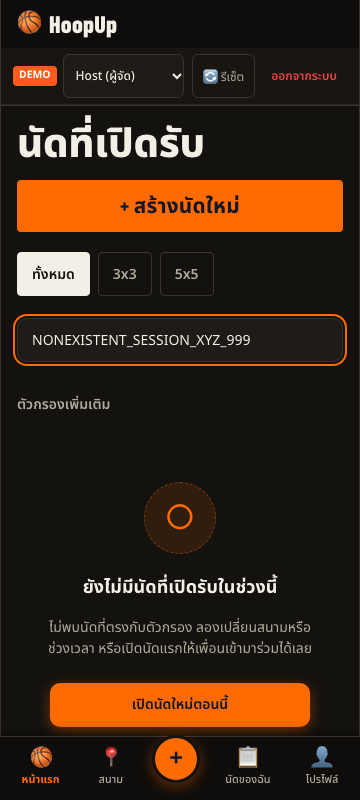 HoopUp
DEMO
Host (ผู้จัด)
รีเซ็ต
ออกจากระบบ
นัดที่เปิดรับ
+ สร้างนัดใหม่
ทั้งหมด
3x3
5x5
NONEXISTENT_SESSION_XYZ_999
ตัวกรองเพิ่มเติม
ยังไม่มีนัดที่เปิดรับในช่วงนี้
ไม่พบนัดที่ตรงกับตัวกรอง ลองเปลี่ยนสนามหรือ
ช่วงเวลา หรือเปิดนัดแรกให้เพื่อนเข้ามาร่วมได้เลย
เปิดนัดใหม่ตอนนี้
+
หน้าแรก
สนาม
นัดของฉัน
โปรไฟล์